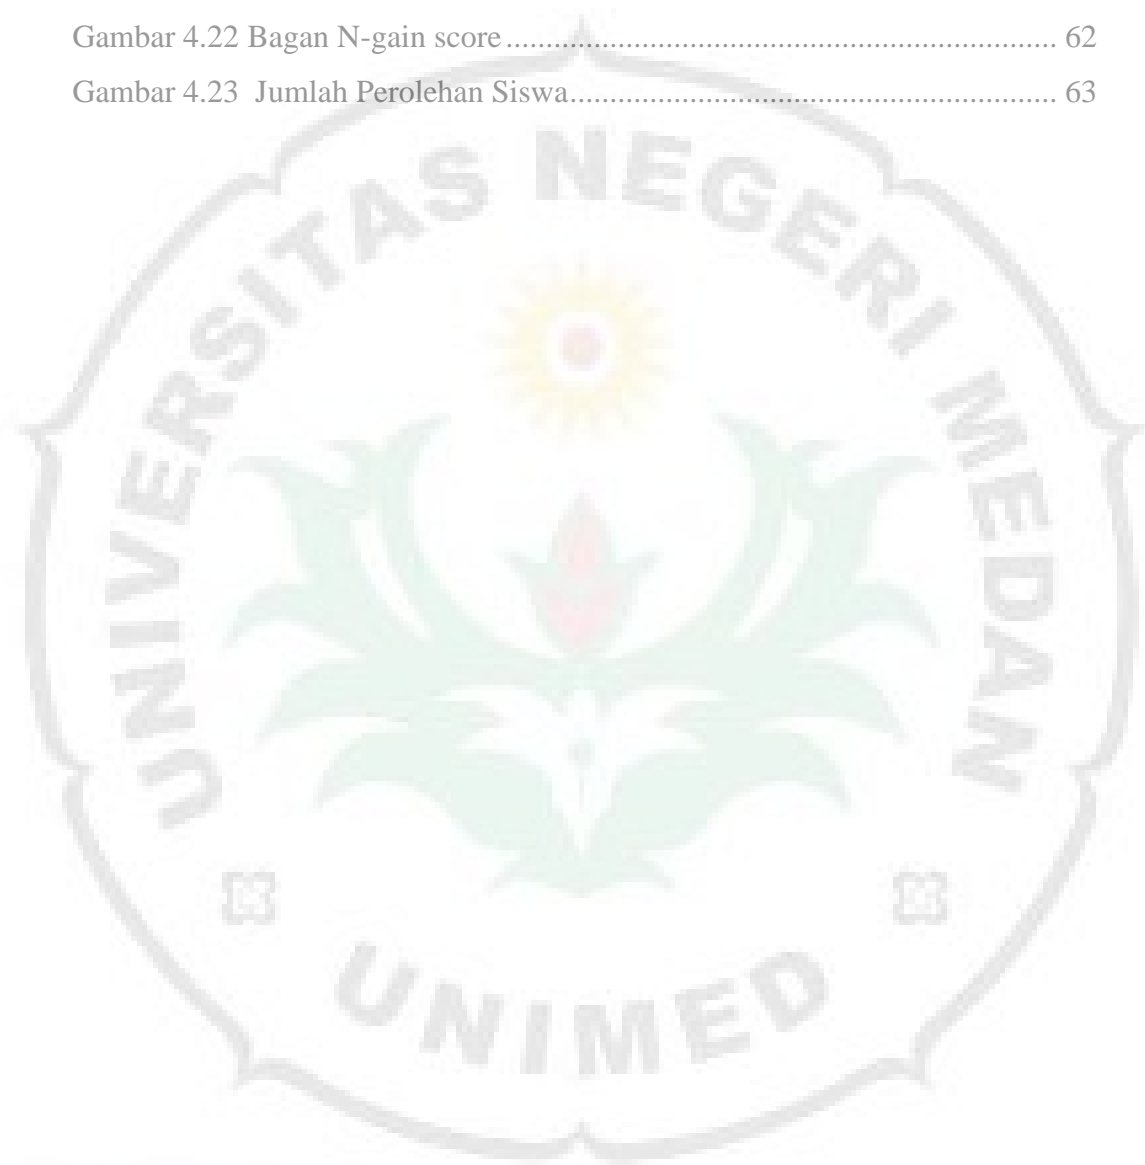 Gambar 4.22 Bagan N-gain score ................................................................... 62
Gambar 4.23  Jumlah Perolehan Siswa........................................................... 63
UNIVERSITAS NEGERI MEDAN
UNIMED